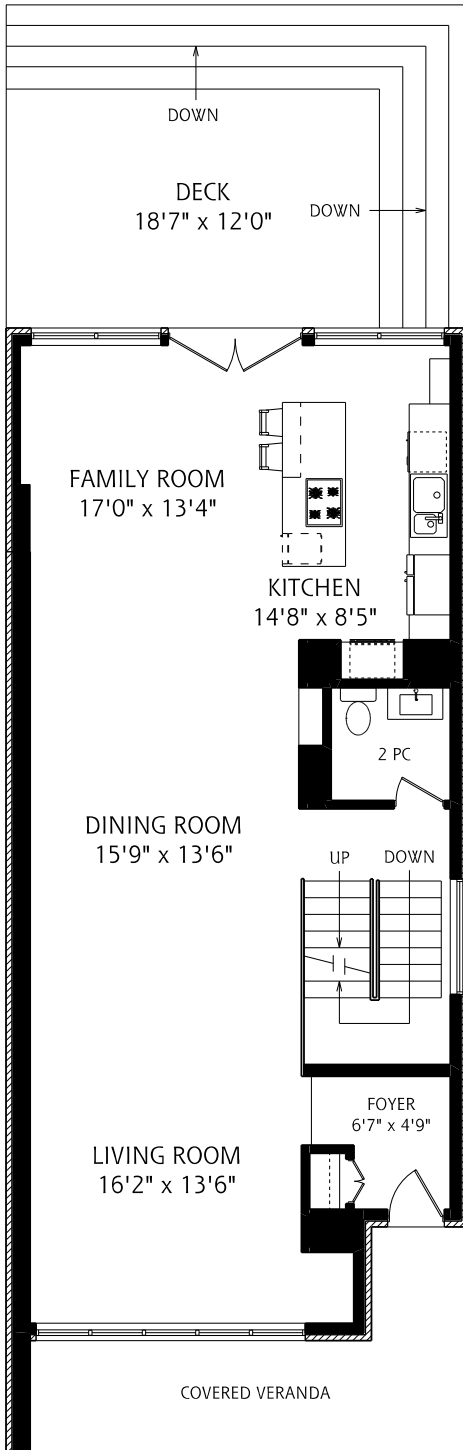 DOWN
DECK
18'7" x 12'0"
DOWN
FAMILY ROOM
17'0" x 13'4"
KITCHEN
14'8" x 8'5"
2 PC
DINING ROOM
15'9" x 13'6"
UP
DOWN
FOYER
6'7" x 4'9"
LIVING ROOM
16'2" x 13'6"
COVERED VERANDA